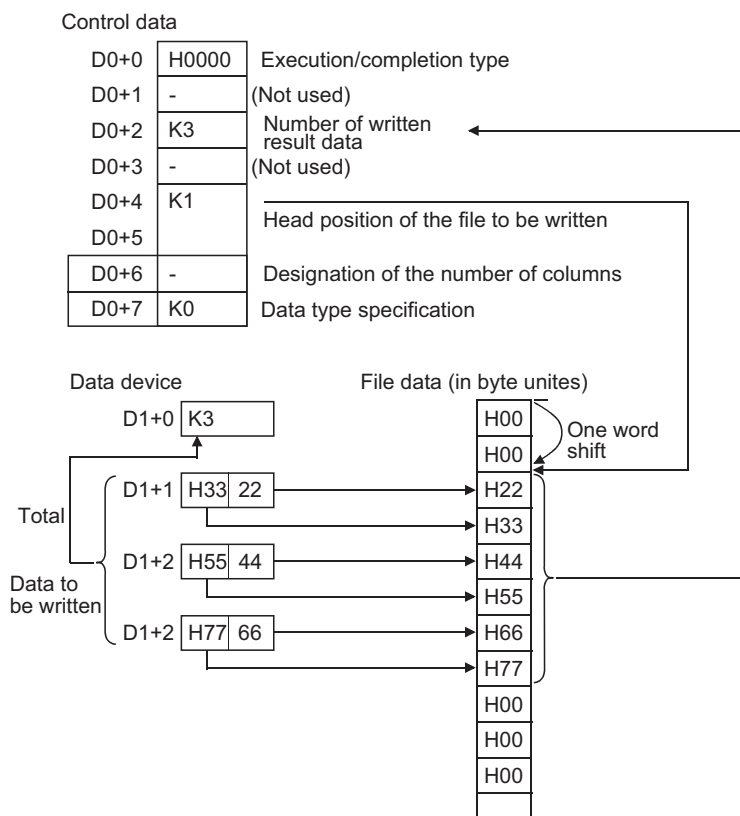 Control data
D0+0 H0000 Execution/completion type
D0+1 - (Not used)
D0+2 K3 Number of written
result data
D0+3 - (Not used)
D0+4 K1
Head position of the file to be written
D0+5
D0+6 - Designation of the number of columns
D0+7 K0 Data type specification
Data device File data (in byte unites)
D1+0 K3 H00
One word
shift
H00
D1+1 H33 22 H22
Total
H33
D1+2 H55 44 H44
Data to
be written
H55
D1+2 H77 66 H66
H77
H00
H00
H00